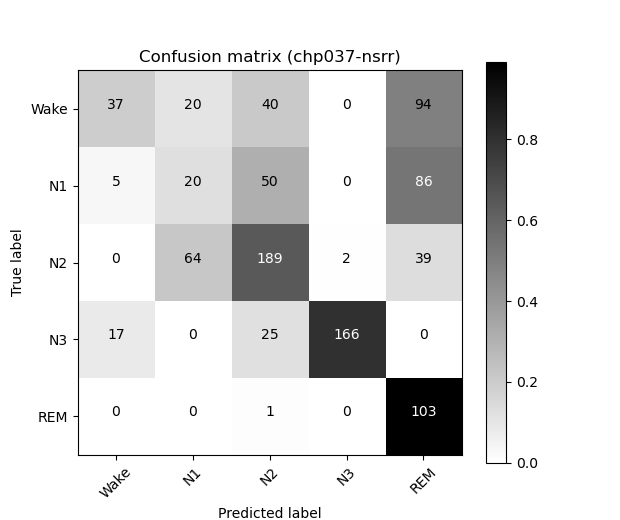 Confusion matrix (chp037-nsrr)
Wake 37 20 40 0 94
N1 5 20 50 0 86
N2 0 64 189 2 39
N3 17 0 25 166 0
REM 0 0 1 0 103
Wake N1 N2 N3 REM
True label
Predicted label
0.8
0.6
0.4
0.2
0.0